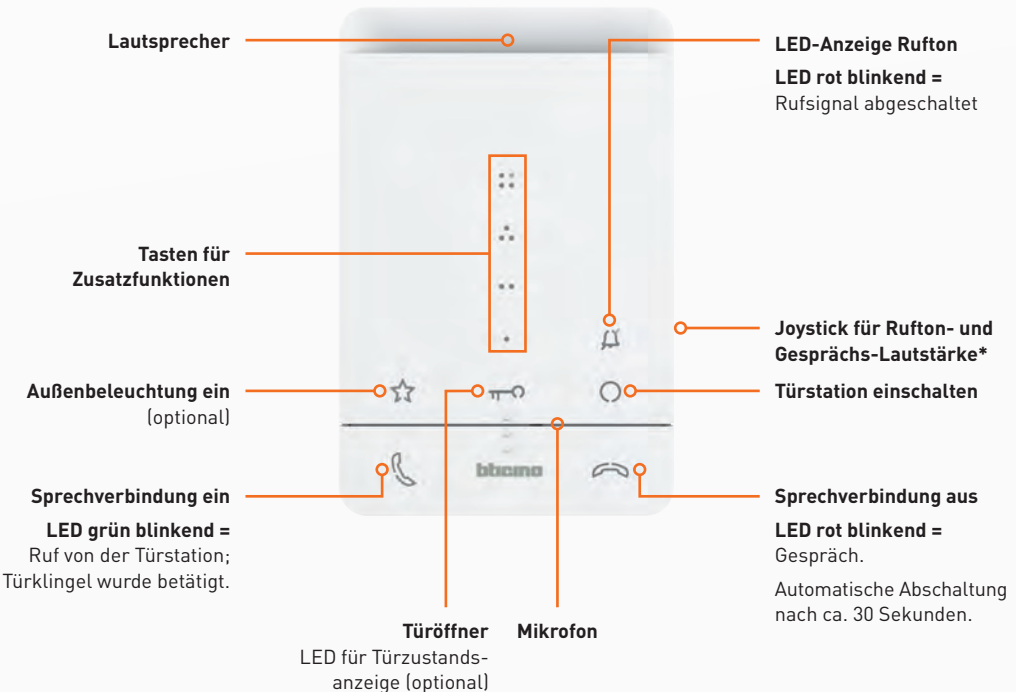 Lautsprecher
LED-Anzeige Rufton
LED rot blinkend =
Rufsignal abgeschaltet
Tasten für
Zusatzfunktionen
Joystick für Rufton- und
Gesprächs-Lautstärke*
Außenbeleuchtung ein
(optional)
Türstation einschalten
bticino
Sprechverbindung ein
LED grün blinkend =
Ruf von der Türstation;
Türklingel wurde betätigt.
Sprechverbindung aus
LED rot blinkend =
Gespräch.
Automatische Abschaltung
nach ca. 30 Sekunden.
Türöffner
LED für Türzustands-
anzeige (optional)
Mikrofon